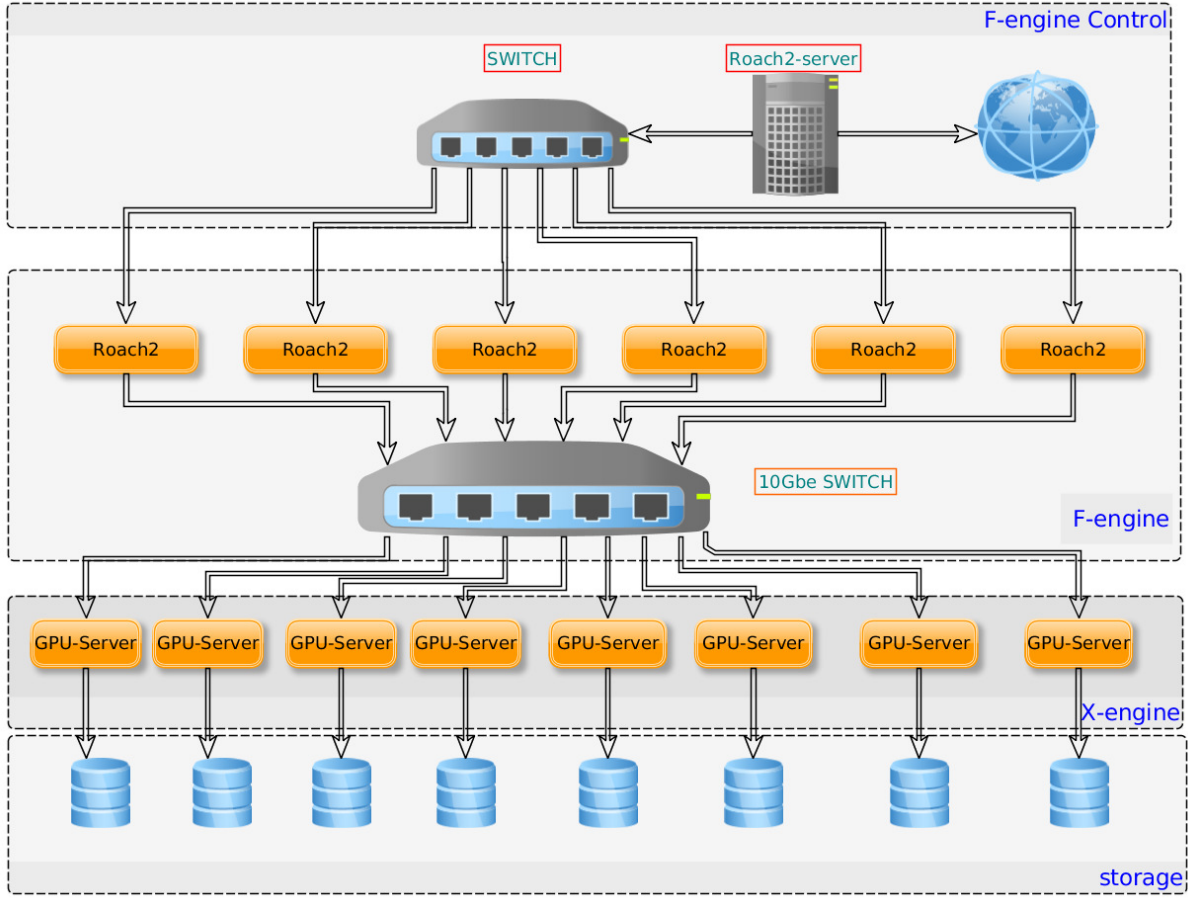 F-engine Control
SWITCH
Roach2-server
Roach2
Roach2
Roach2
Roach2
Roach2
Roach2
10Gbe SWITCH
F-engine
GPU-Server
GPU-Server
GPU-Server
GPU-Server
GPU-Server
GPU-Server
GPU-Server
GPU-Server
X-engine
storage